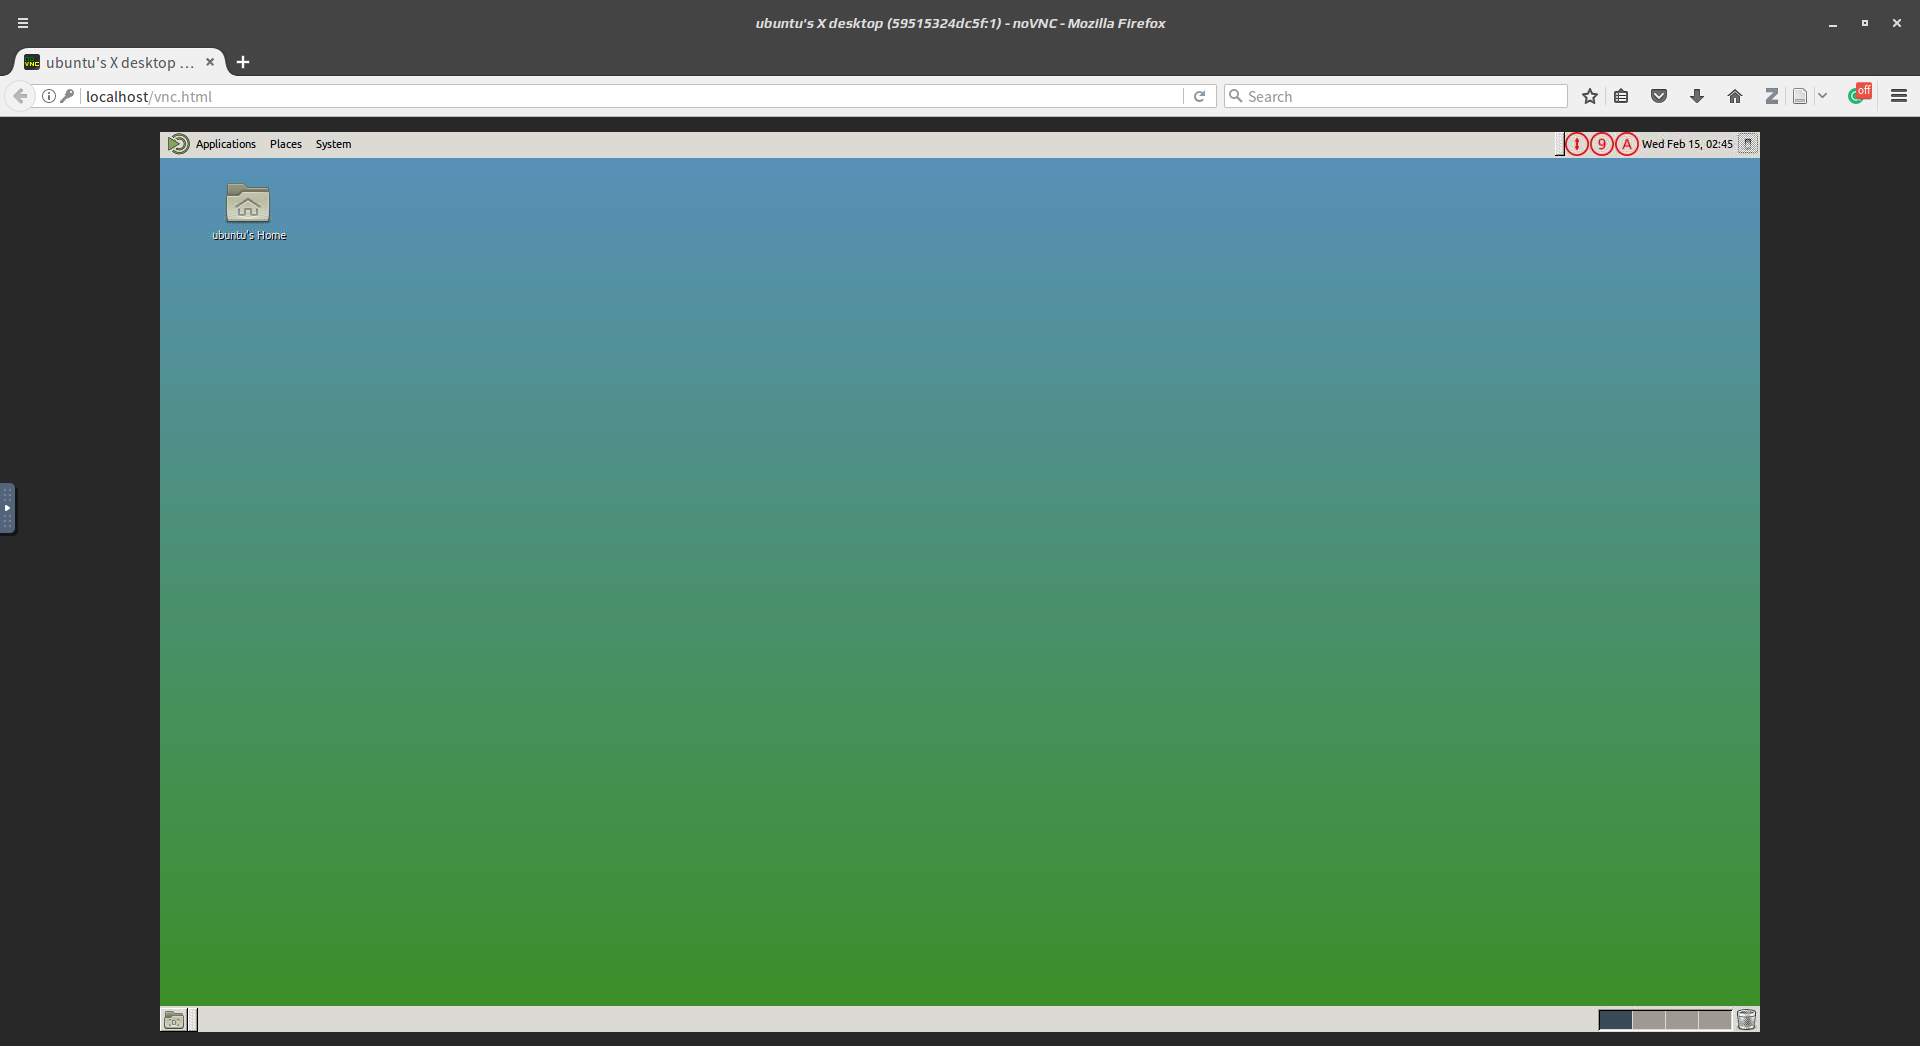 ubuntu's X desktop (59515324dc5f:1) - noVNC - Mozilla Firefox
ubuntu's X desktop ...
localhost/vnc.html
Search
off
Applications Places System
9 A Wed Feb 15, 02:45
ubuntu's Home